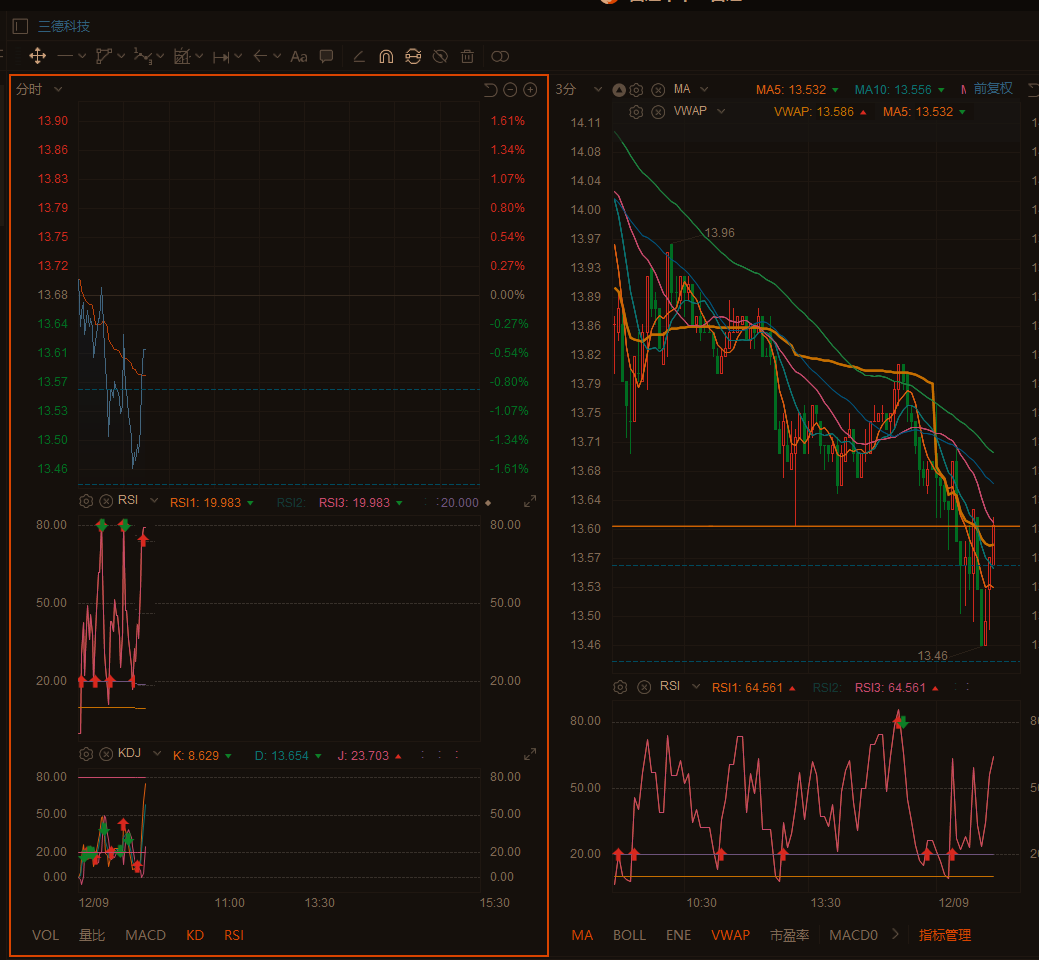 三德科技
Aa
分时
3分
MA
MA5: 13.532
MA10: 13.556
前复权
VWAP
VWAP: 13.586
MA5: 13.532
13.90
1.61%
13.86
1.34%
13.83
1.07%
13.79
0.80%
13.75
0.54%
13.72
0.27%
13.68
0.00%
13.64
-0.27%
13.61
-0.54%
13.57
-0.80%
13.53
-1.07%
13.50
-1.34%
13.46
-1.61%
RSI
RSI1: 19.983
RSI2:
RSI3: 19.983
:20.000
80.00
80.00
50.00
50.00
20.00
20.00
KDJ
K: 8.629
D: 13.654
J: 23.703
80.00
80.00
50.00
50.00
20.00
20.00
0.00
0.00
12/09
11:00
13:30
15:30
VOL
量比
MACD
KD
RSI
14.11
14.08
14.04
14.00
13.97
13.93
13.89
13.86
13.82
13.79
13.75
13.71
13.68
13.64
13.60
13.57
13.53
13.50
13.46
13.96
13.46
RSI
RSI1: 64.561
RSI2:
RSI3: 64.561
80.00
50.00
20.00
10:30
13:30
12/09
MA
BOLL
ENE
VWAP
市盈率
MACD0
指标管理